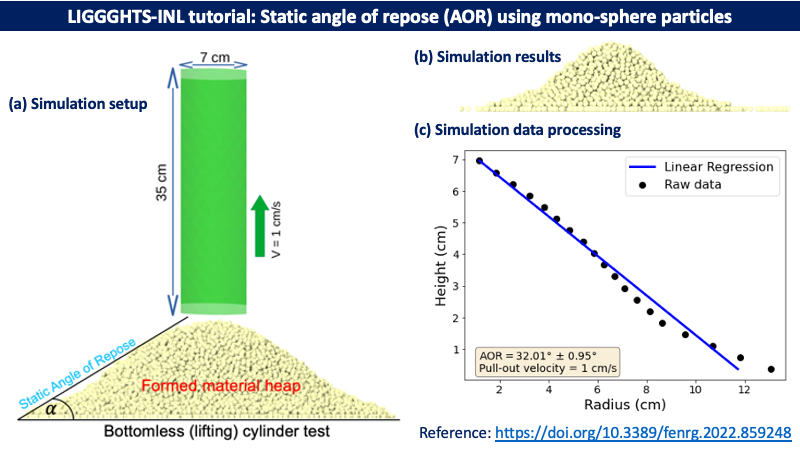 LIGGGHTS-INL tutorial: Static angle of repose (AOR) using mono-sphere particles
(a) Simulation setup
7 cm
35 cm
V = 1 cm/s
Static Angle of Repose
α
Formed material heap
Bottomless (lifting) cylinder test
(b) Simulation results
(c) Simulation data processing
Linear Regression
Raw data
Height (cm)
7
6
5
4
3
2
1
AOR = 32.01° ± 0.95°
Pull-out velocity = 1 cm/s
2 4 6 8 10 12
Radius (cm)
Reference: https://doi.org/10.3389/fenrg.2022.859248